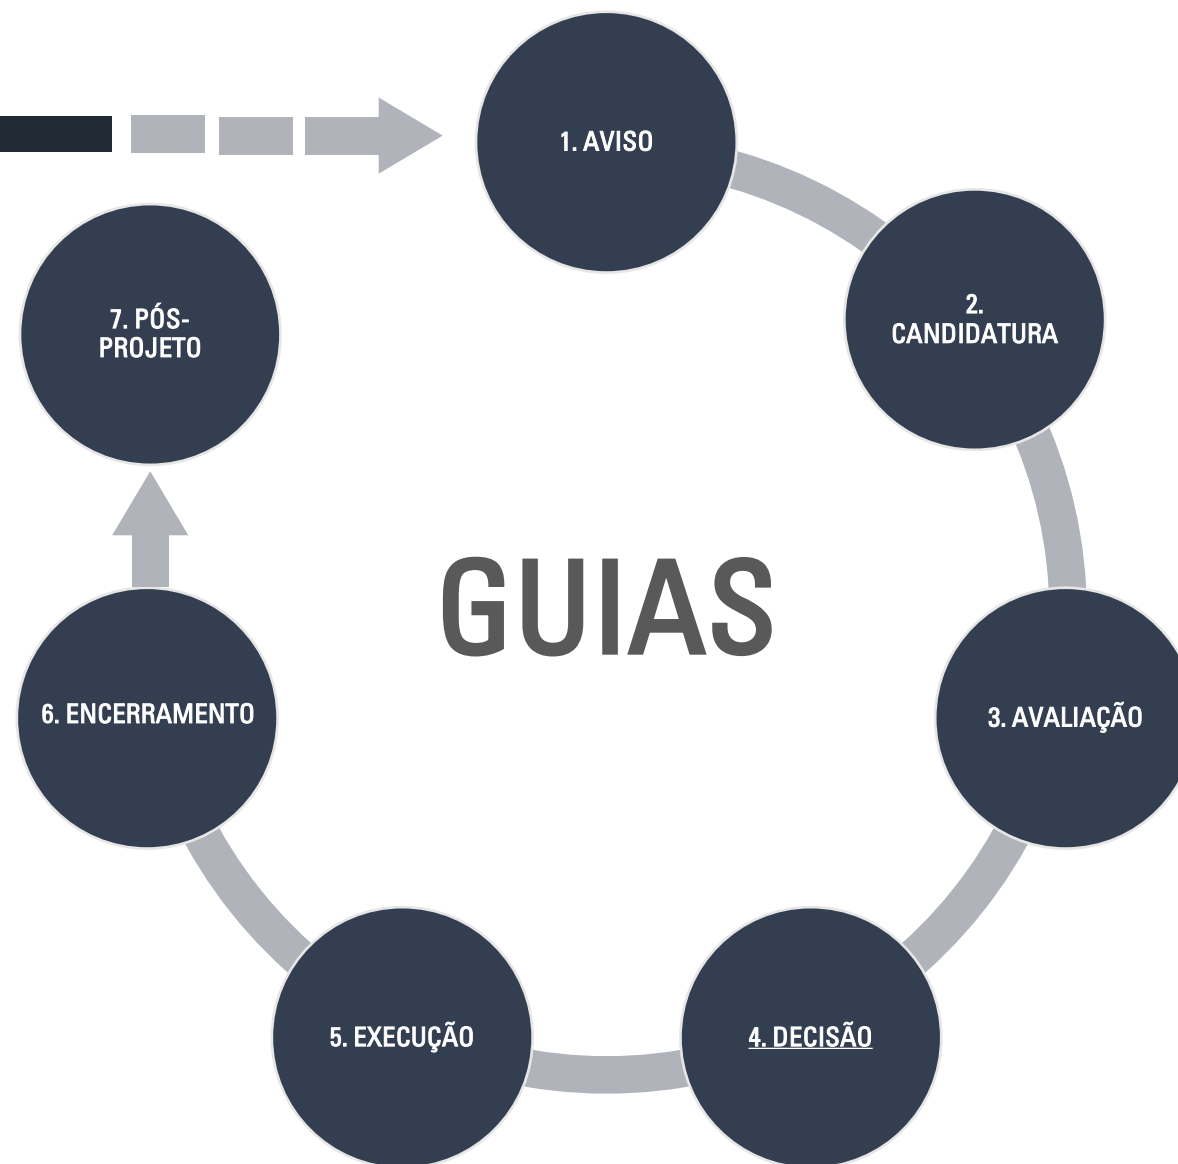 1. AVISO
2.
CANDIDATURA
3. AVALIAÇÃO
4. DECISÃO
5. EXECUÇÃO
6. ENCERRAMENTO
7. PÓS-
PROJETO
GUIAS